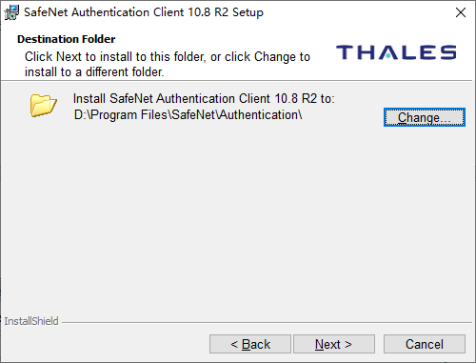 SafeNet Authentication Client 10.8 R2 Setup
Destination Folder
Click Next to install to this folder, or click Change to
install to a different folder.
THALES
Install SafeNet Authentication Client 10.8 R2 to:
D:\Program Files\SafeNet\Authentication\
Change...
InstallShield
< Back
Next >
Cancel